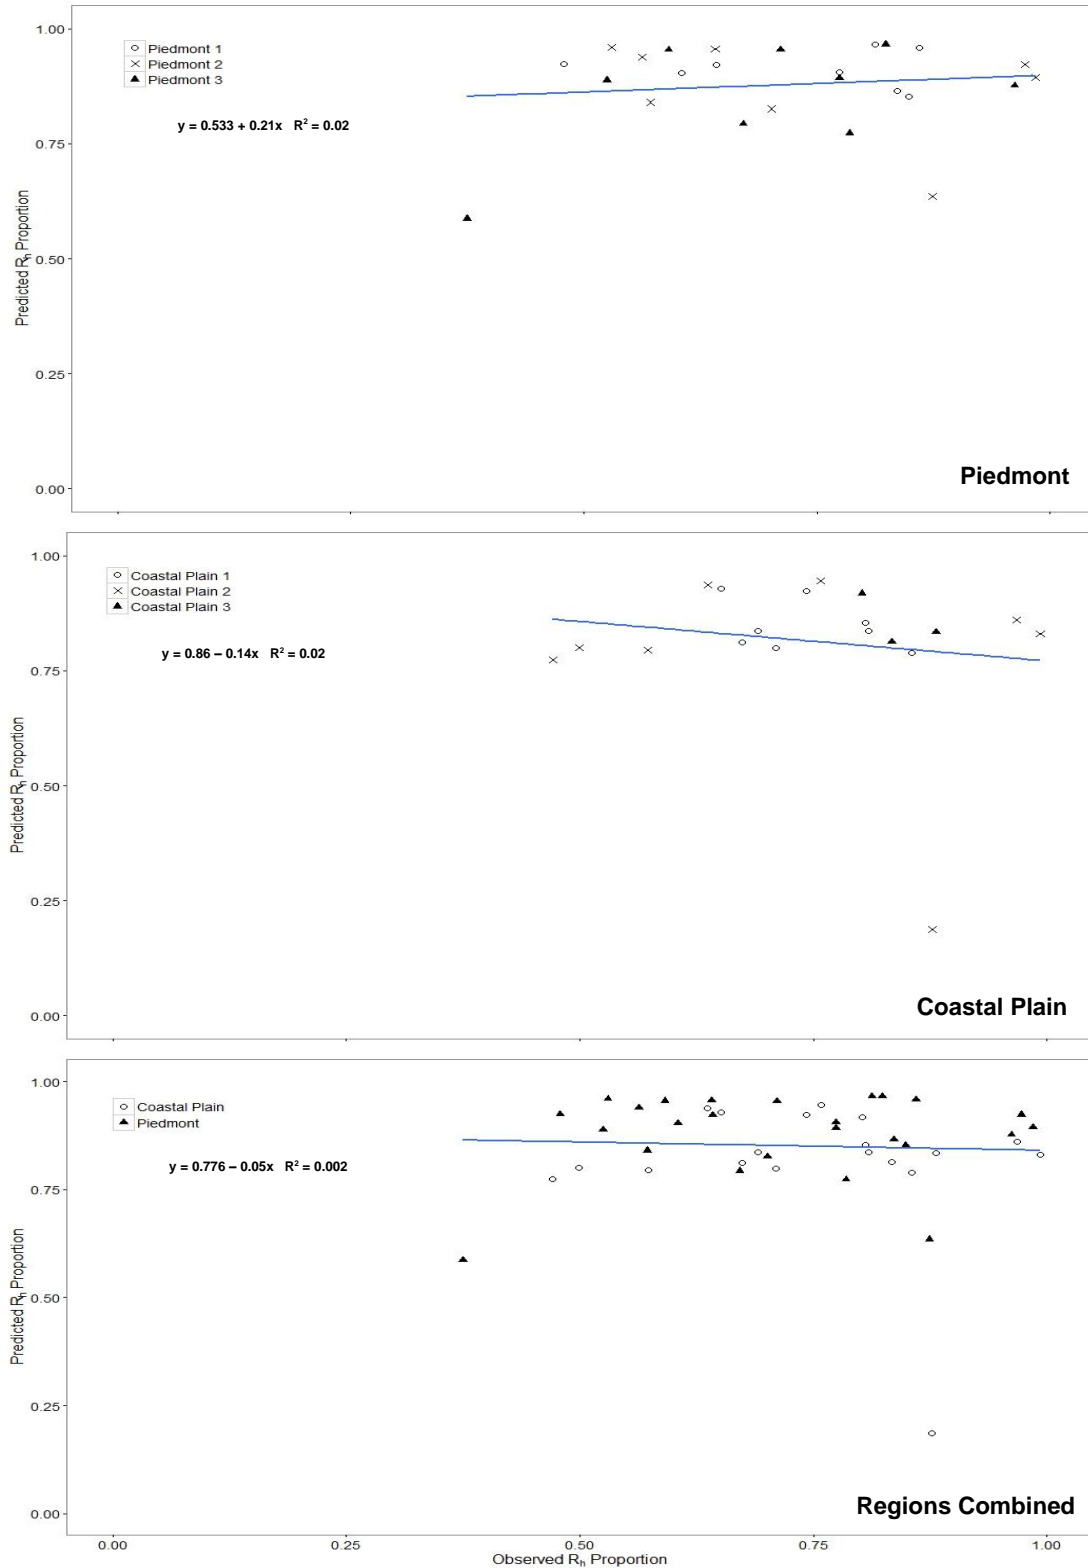 1.00
Piedmont 1
Piedmont 2
Piedmont 3
y = 0.533 + 0.21x R² = 0.02
0.75
Predicted Rₕ Proportion
0.50
0.25
Piedmont
0.00
1.00
Coastal Plain 1
Coastal Plain 2
Coastal Plain 3
y = 0.86 – 0.14x R² = 0.02
0.75
Predicted Rₕ Proportion
0.50
0.25
Coastal Plain
0.00
1.00
Coastal Plain
Piedmont
y = 0.776 – 0.05x R² = 0.002
0.75
Predicted Rₕ Proportion
0.50
0.25
Regions Combined
0.00
0.00 0.25 0.50 0.75 1.00
Observed Rₕ Proportion